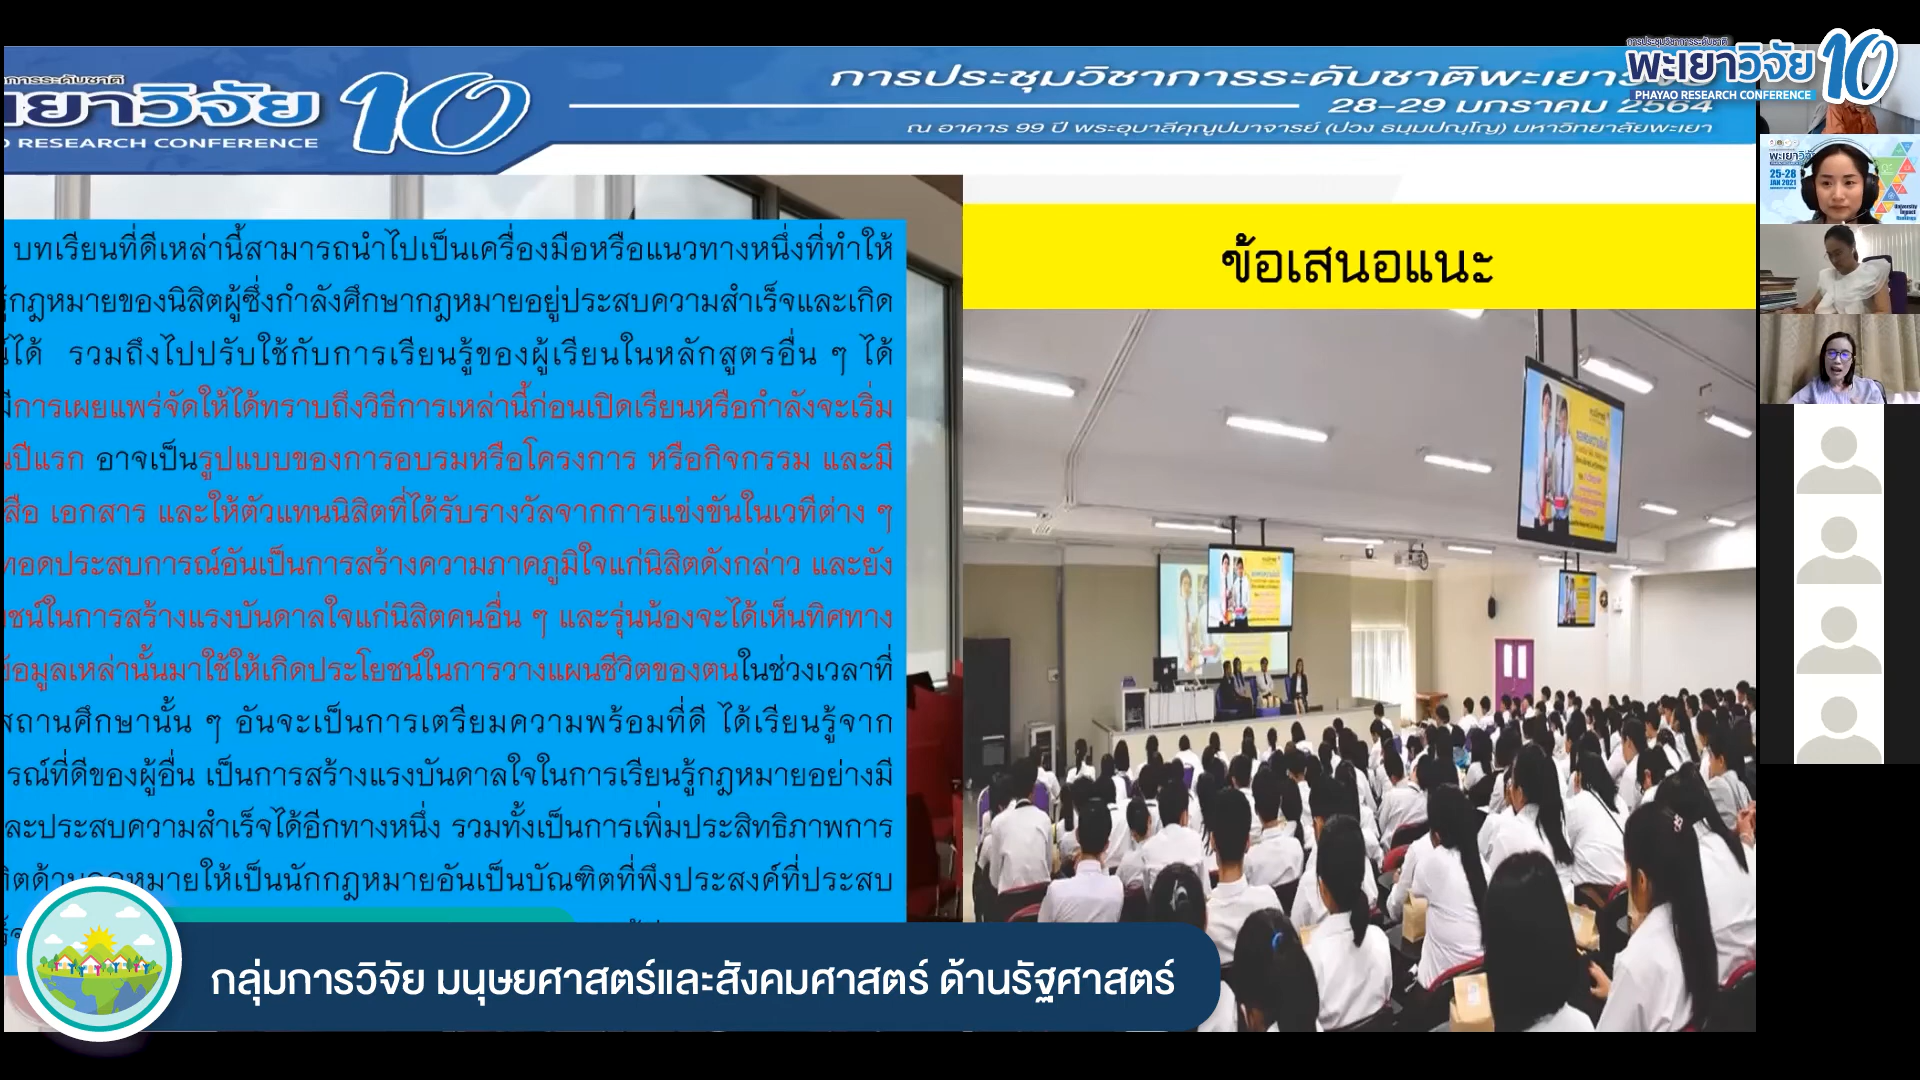 การระดับชาติ
เยาวิจัย 10
RESEARCH CONFERENCE
การประชุมวิชาการระดับชาติพะเยา
28-29 มกราคม 2564
ณ อาคาร 99 ปี พระอุบาลีคุณูปมาจารย์ (ปวง ธมฺมปญฺโญ) มหาวิทยาลัยพะเยา
การประชุมวิชาการระดับชาติ
พะเยาวิจัย 10
PHAYAO RESEARCH CONFERENCE
บทเรียนที่ดีเหล่านี้สามารถนำไปเป็นเครื่องมือหรือแนวทางหนึ่งที่ทำให้
กฎหมายของนิสิตผู้ซึ่งกำลังศึกษากฎหมายอยู่ประสบความสำเร็จและเกิด
ได้ รวมถึงไปปรับใช้กับการเรียนรู้ของผู้เรียนในหลักสูตรอื่น ๆ ได้
การเผยแพร่จัดให้ได้ทราบถึงวิธีการเหล่านี้ก่อนเปิดเรียนหรือกำลังจะเริ่ม
ปีแรก อาจเป็นรูปแบบของการอบรมหรือโครงการ หรือกิจกรรม และมี
สือ เอกสาร และให้ตัวแทนนิสิตที่ได้รับรางวัลจากการแข่งขันในเวทีต่าง ๆ
ทอดประสบการณ์อันเป็นการสร้างความภาคภูมิใจแก่นิสิตดังกล่าว และยัง
ชน์ในการสร้างแรงบันดาลใจแก่นิสิตคนอื่น ๆ และรุ่นน้องจะได้เห็นทิศทาง
ข้อมูลเหล่านั้นมาใช้ให้เกิดประโยชน์ในการวางแผนชีวิตของตนในช่วงเวลาที่
สถานศึกษานั้น ๆ อันจะเป็นการเตรียมความพร้อมที่ดี ได้เรียนรู้จาก
รณ์ที่ดีของผู้อื่น เป็นการสร้างแรงบันดาลใจในการเรียนรู้กฎหมายอย่างมี
ละประสบความสำเร็จได้อีกทางหนึ่ง รวมทั้งเป็นการเพิ่มประสิทธิภาพการ
ิตด้านกฎหมายให้เป็นนักกฎหมายอันเป็นบัณฑิตที่พึงประสงค์ที่ประสบ
ข้อเสนอแนะ
25-28
JAN 2021
กลุ่มการวิจัย มนุษยศาสตร์และสังคมศาสตร์ ด้านรัฐศาสตร์